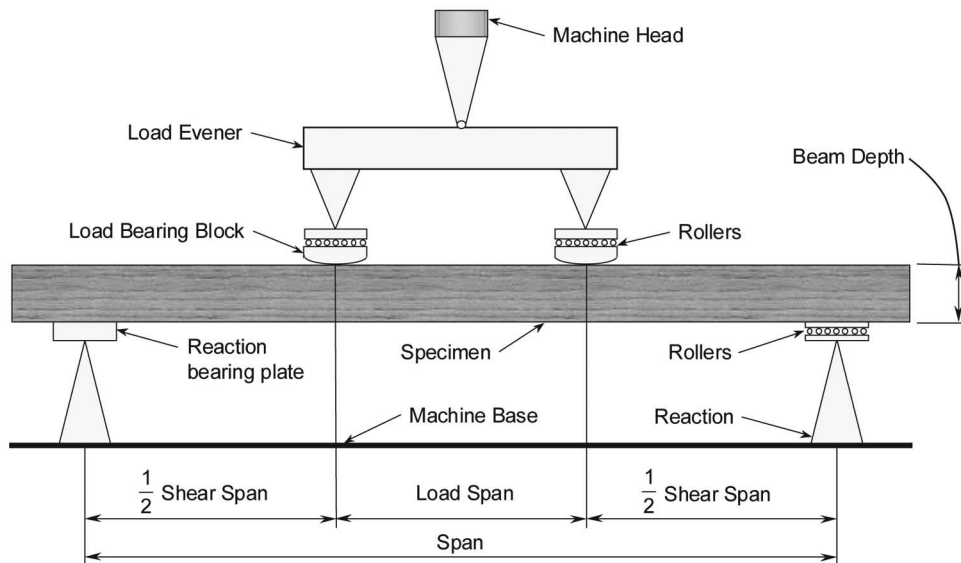 Machine Head
Load Evener
Beam Depth
Load Bearing Block
Rollers
Reaction
bearing plate
Specimen
Rollers
Machine Base
Reaction
1/2 Shear Span
Load Span
1/2 Shear Span
Span